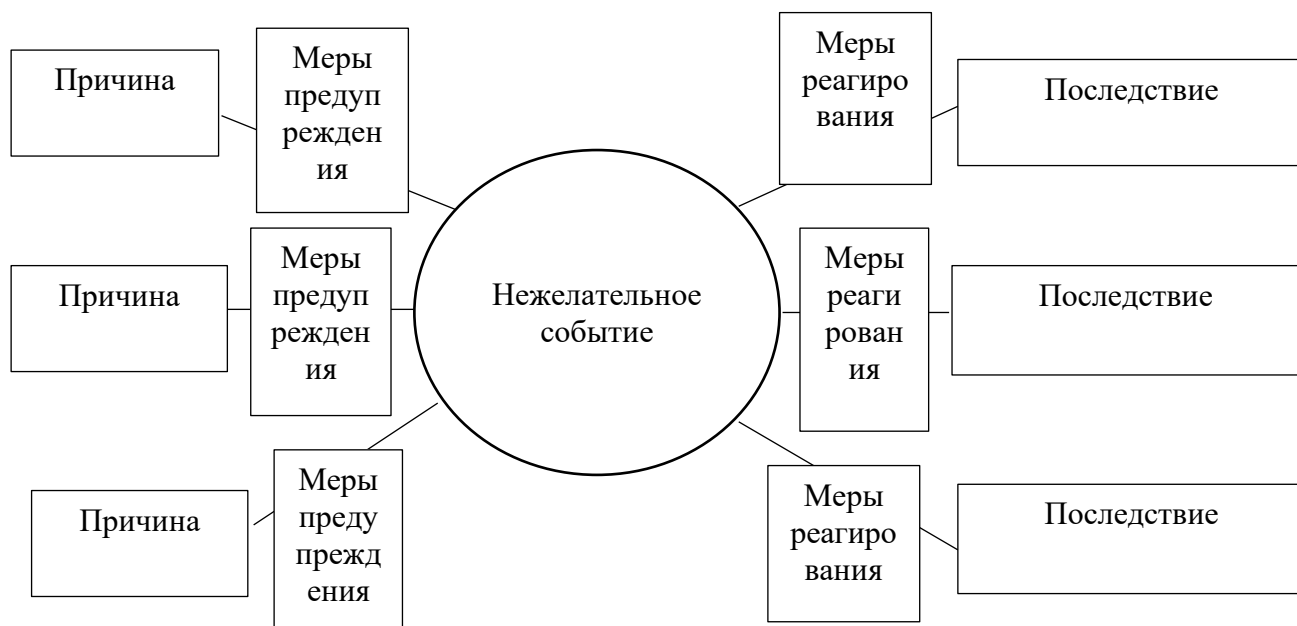 Причина
Меры
предуп
режден
ия
Меры
реагиро
вания
Последствие
Причина
Меры
предуп
режден
ия
Нежелательное
событие
Меры
реаги
рован
ия
Последствие
Причина
Меры
преду
прежд
ения
Меры
реагиро
вания
Последствие